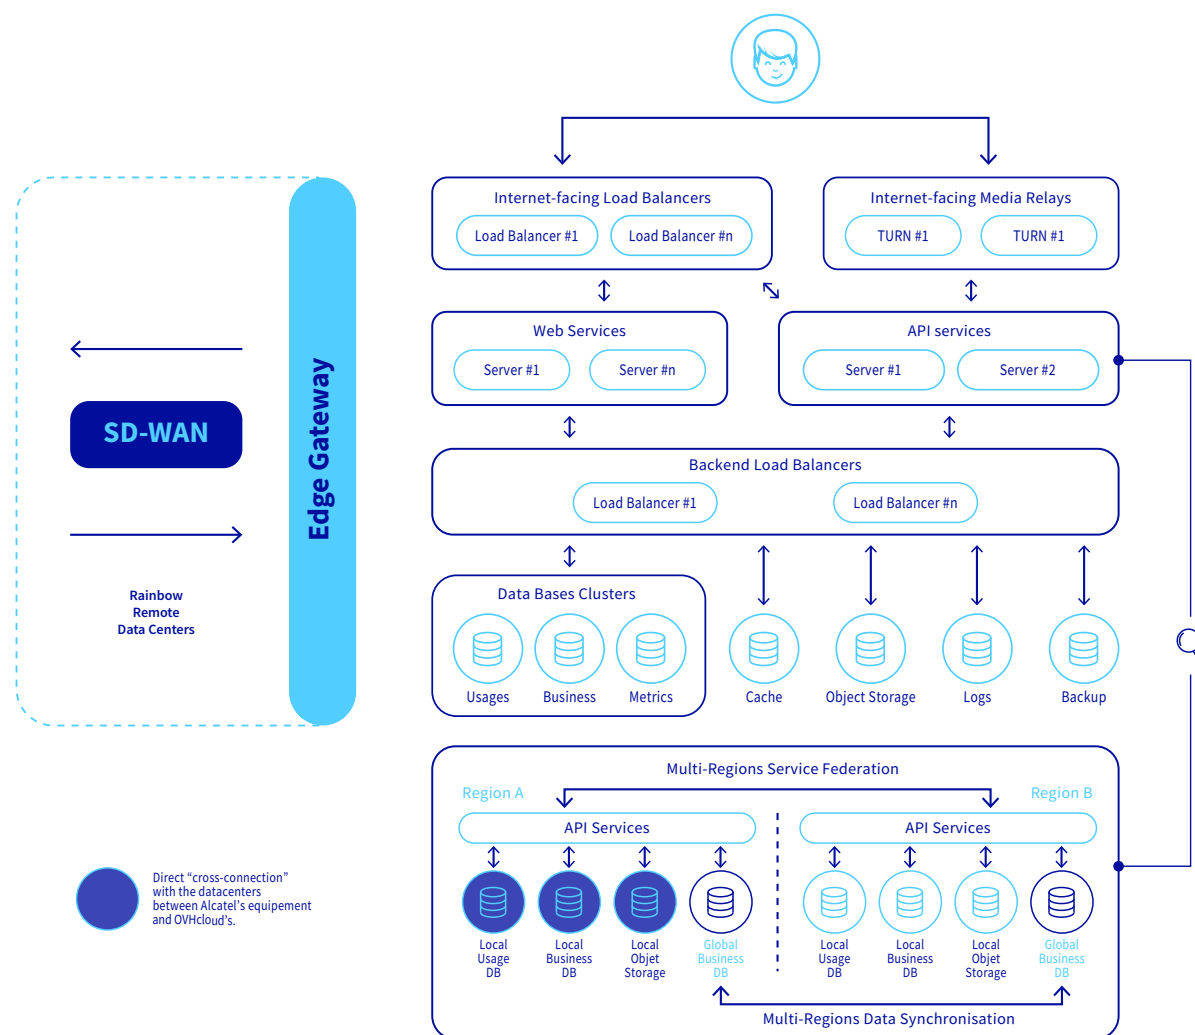 Internet-facing Load Balancers
Load Balancer #1
Load Balancer #n
Internet-facing Media Relays
TURN #1
TURN #1
Web Services
Server #1
Server #n
API services
Server #1
Server #2
SD-WAN
Edge Gateway
Rainbow
Remote
Data Centers
Backend Load Balancers
Load Balancer #1
Load Balancer #n
Data Bases Clusters
Usages
Business
Metrics
Cache
Object Storage
Logs
Backup
Multi-Regions Service Federation
Region A
Region B
API Services
API Services
Local
Usage
DB
Local
Business
DB
Local
Objet
Storage
Global
Business
DB
Local
Usage
DB
Local
Business
DB
Local
Objet
Storage
Global
Business
DB
Multi-Regions Data Synchronisation
Direct “cross-connection”
with the datacenters
between Alcatel’s equipement
and OVHcloud’s.